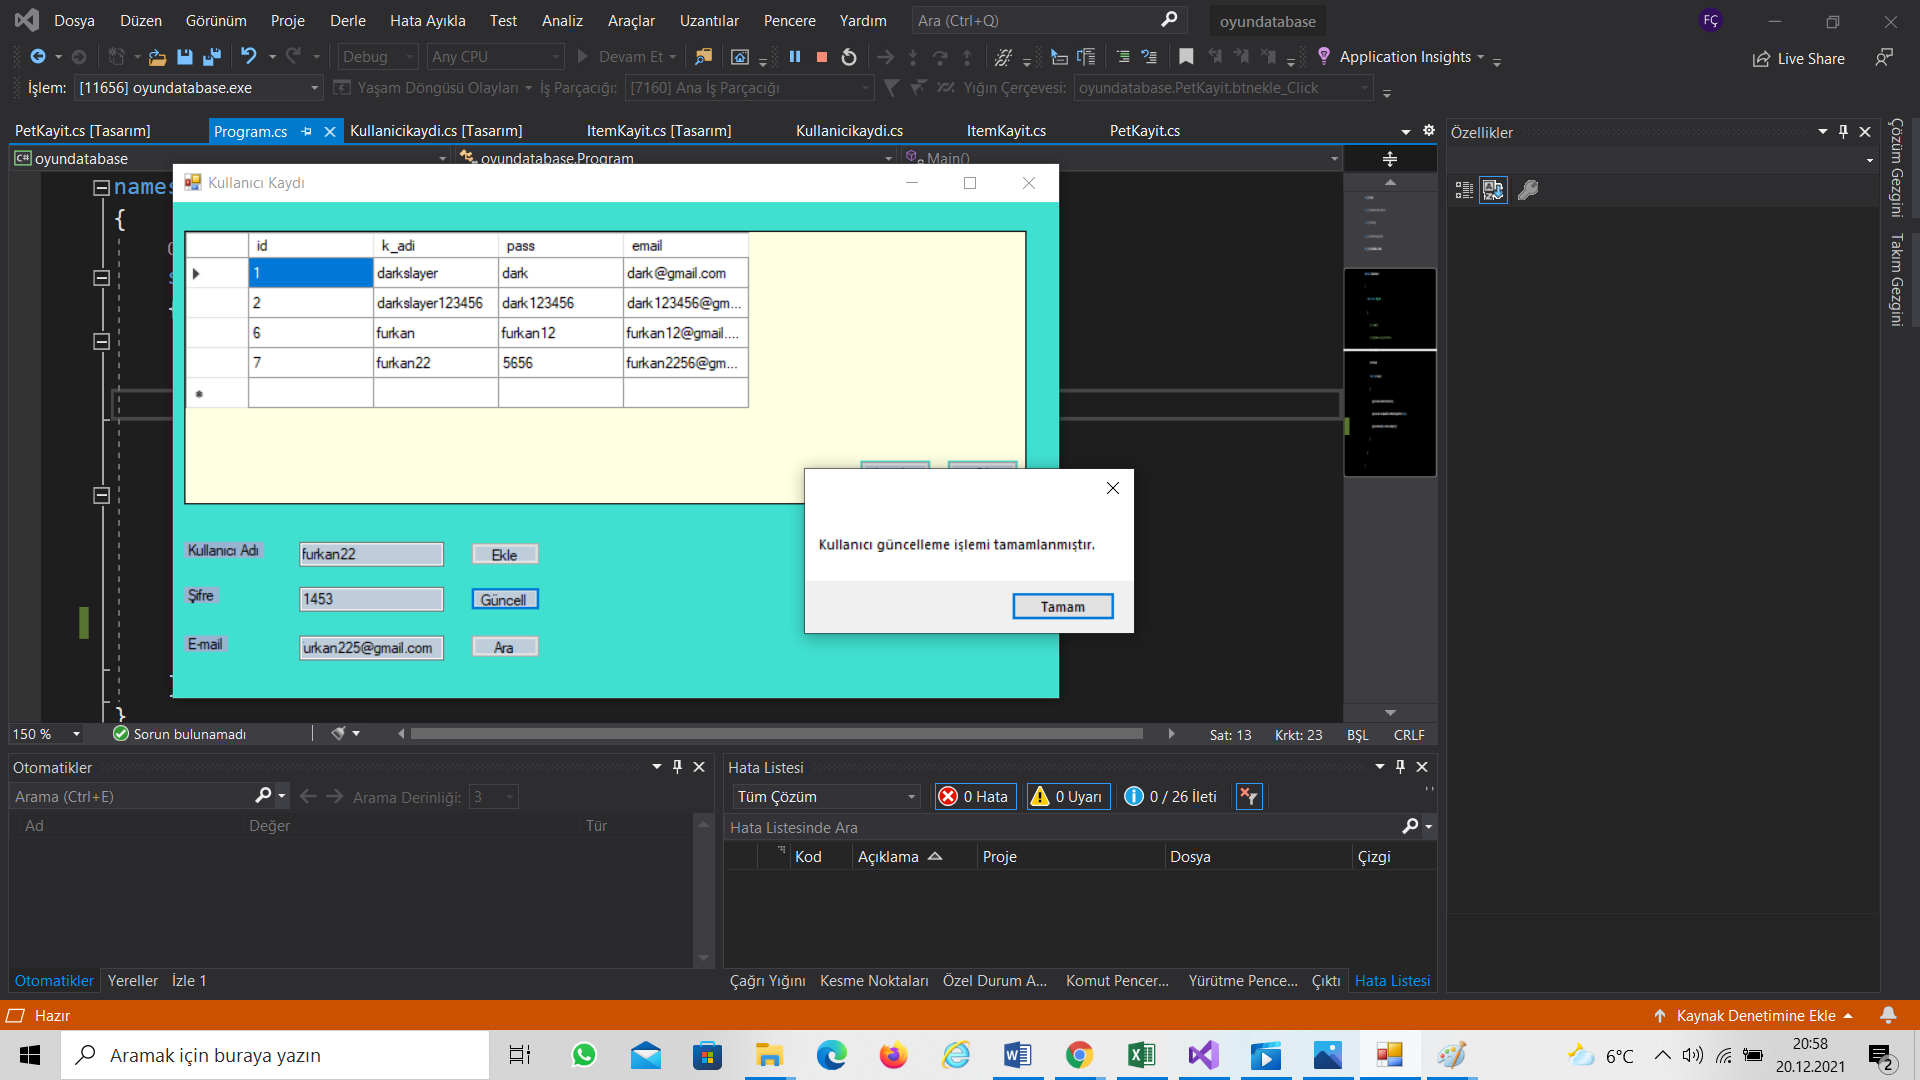 Dosya Düzen Görünüm Proje Derle Hata Ayıkla Test Analiz Araçlar Uzantılar Pencere Yardım Ara (Ctrl+Q) oyundatabase FÇ
Debug Any CPU Devam Et Application Insights Live Share
İşlem: [11656] oyundatabase.exe Yaşam Döngüsü Olayları İş Parçacığı: [7160] Ana İş Parçacığı Yığın Çerçevesi: oyundatabase.PetKayit.btnekle_Click
PetKayit.cs [Tasarım] Program.cs Kullanicikaydi.cs [Tasarım] ItemKayit.cs [Tasarım] Kullanicikaydi.cs ItemKayit.cs PetKayit.cs
Özellikler
Çözüm Gezgini
Takım Gezgini
C# oyundatabase oyundatabase.Program Main()
names
{
}
Kullanıcı Kaydı
id k_adi pass email
1 darkslayer dark dark@gmail.com
2 darkslayer123456 dark123456 dark123456@gm...
6 furkan furkan12 furkan12@gmail....
7 furkan22 5656 furkan2256@gm...
Kullanıcı Adı furkan22 Ekle
Şifre 1453 Güncell
E-mail urkan225@gmail.com Ara
Kullanıcı güncelleme işlemi tamamlanmıştır.
Tamam
150 % Sorun bulunamadı Sat: 13 Krkt: 23 BŞL CRLF
Otomatikler
Arama (Ctrl+E) Arama Derinliği: 3
Ad Değer Tür
Otomatikler Yereller İzle 1
Hata Listesi
Tüm Çözüm 0 Hata 0 Uyarı 0 / 26 İleti
Hata Listesinde Ara
Kod Açıklama Proje Dosya Çizgi
Çağrı Yığını Kesme Noktaları Özel Durum A... Komut Pencer... Yürütme Pence... Çıktı Hata Listesi
Hazır Kaynak Denetimine Ekle
Aramak için buraya yazın 6°C 20:58
20.12.2021 2